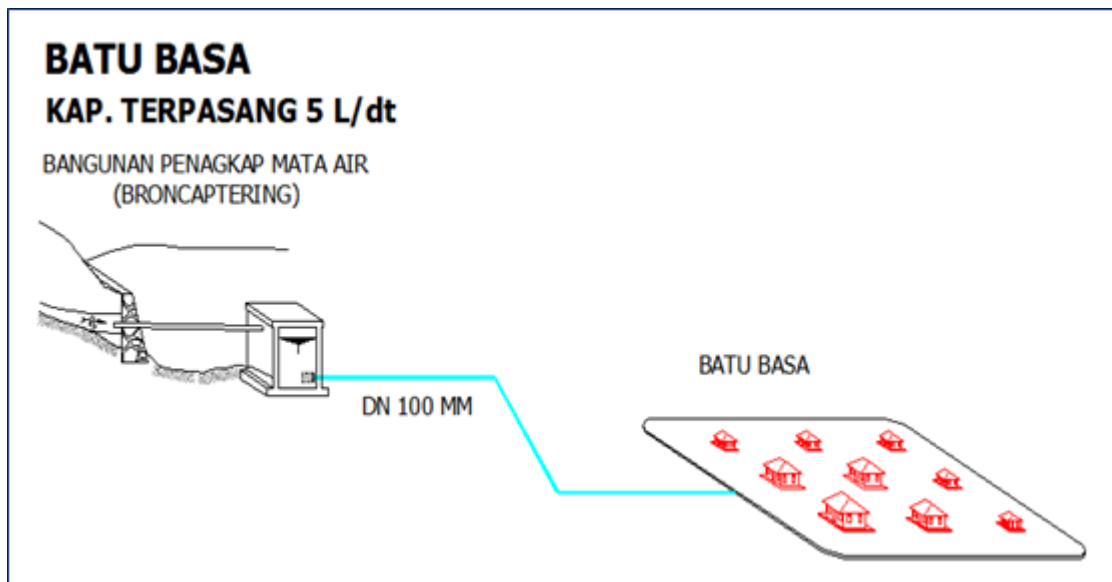 BATU BASA
KAP. TERPASANG 5 L/dt
BANGUNAN PENAGKAP MATA AIR
(BRONCAPTERING)
DN 100 MM
BATU BASA